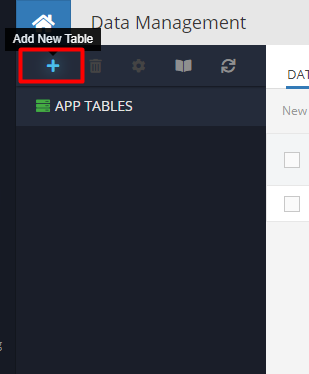 Data Management
Add New Table
APP TABLES
DAT
New
g